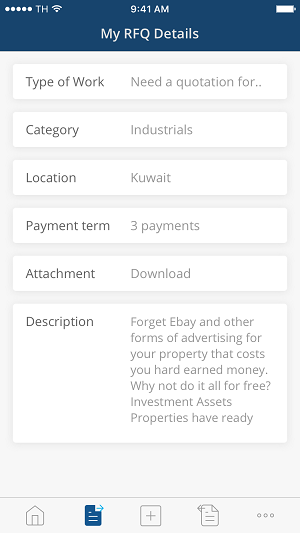 TH 9:41 AM
My RFQ Details
Type of Work Need a quotation for..
Category Industrials
Location Kuwait
Payment term 3 payments
Attachment Download
Description Forget Ebay and other
forms of advertising for
your property that costs
you hard earned money.
Why not do it all for free?
Investment Assets
Properties have ready